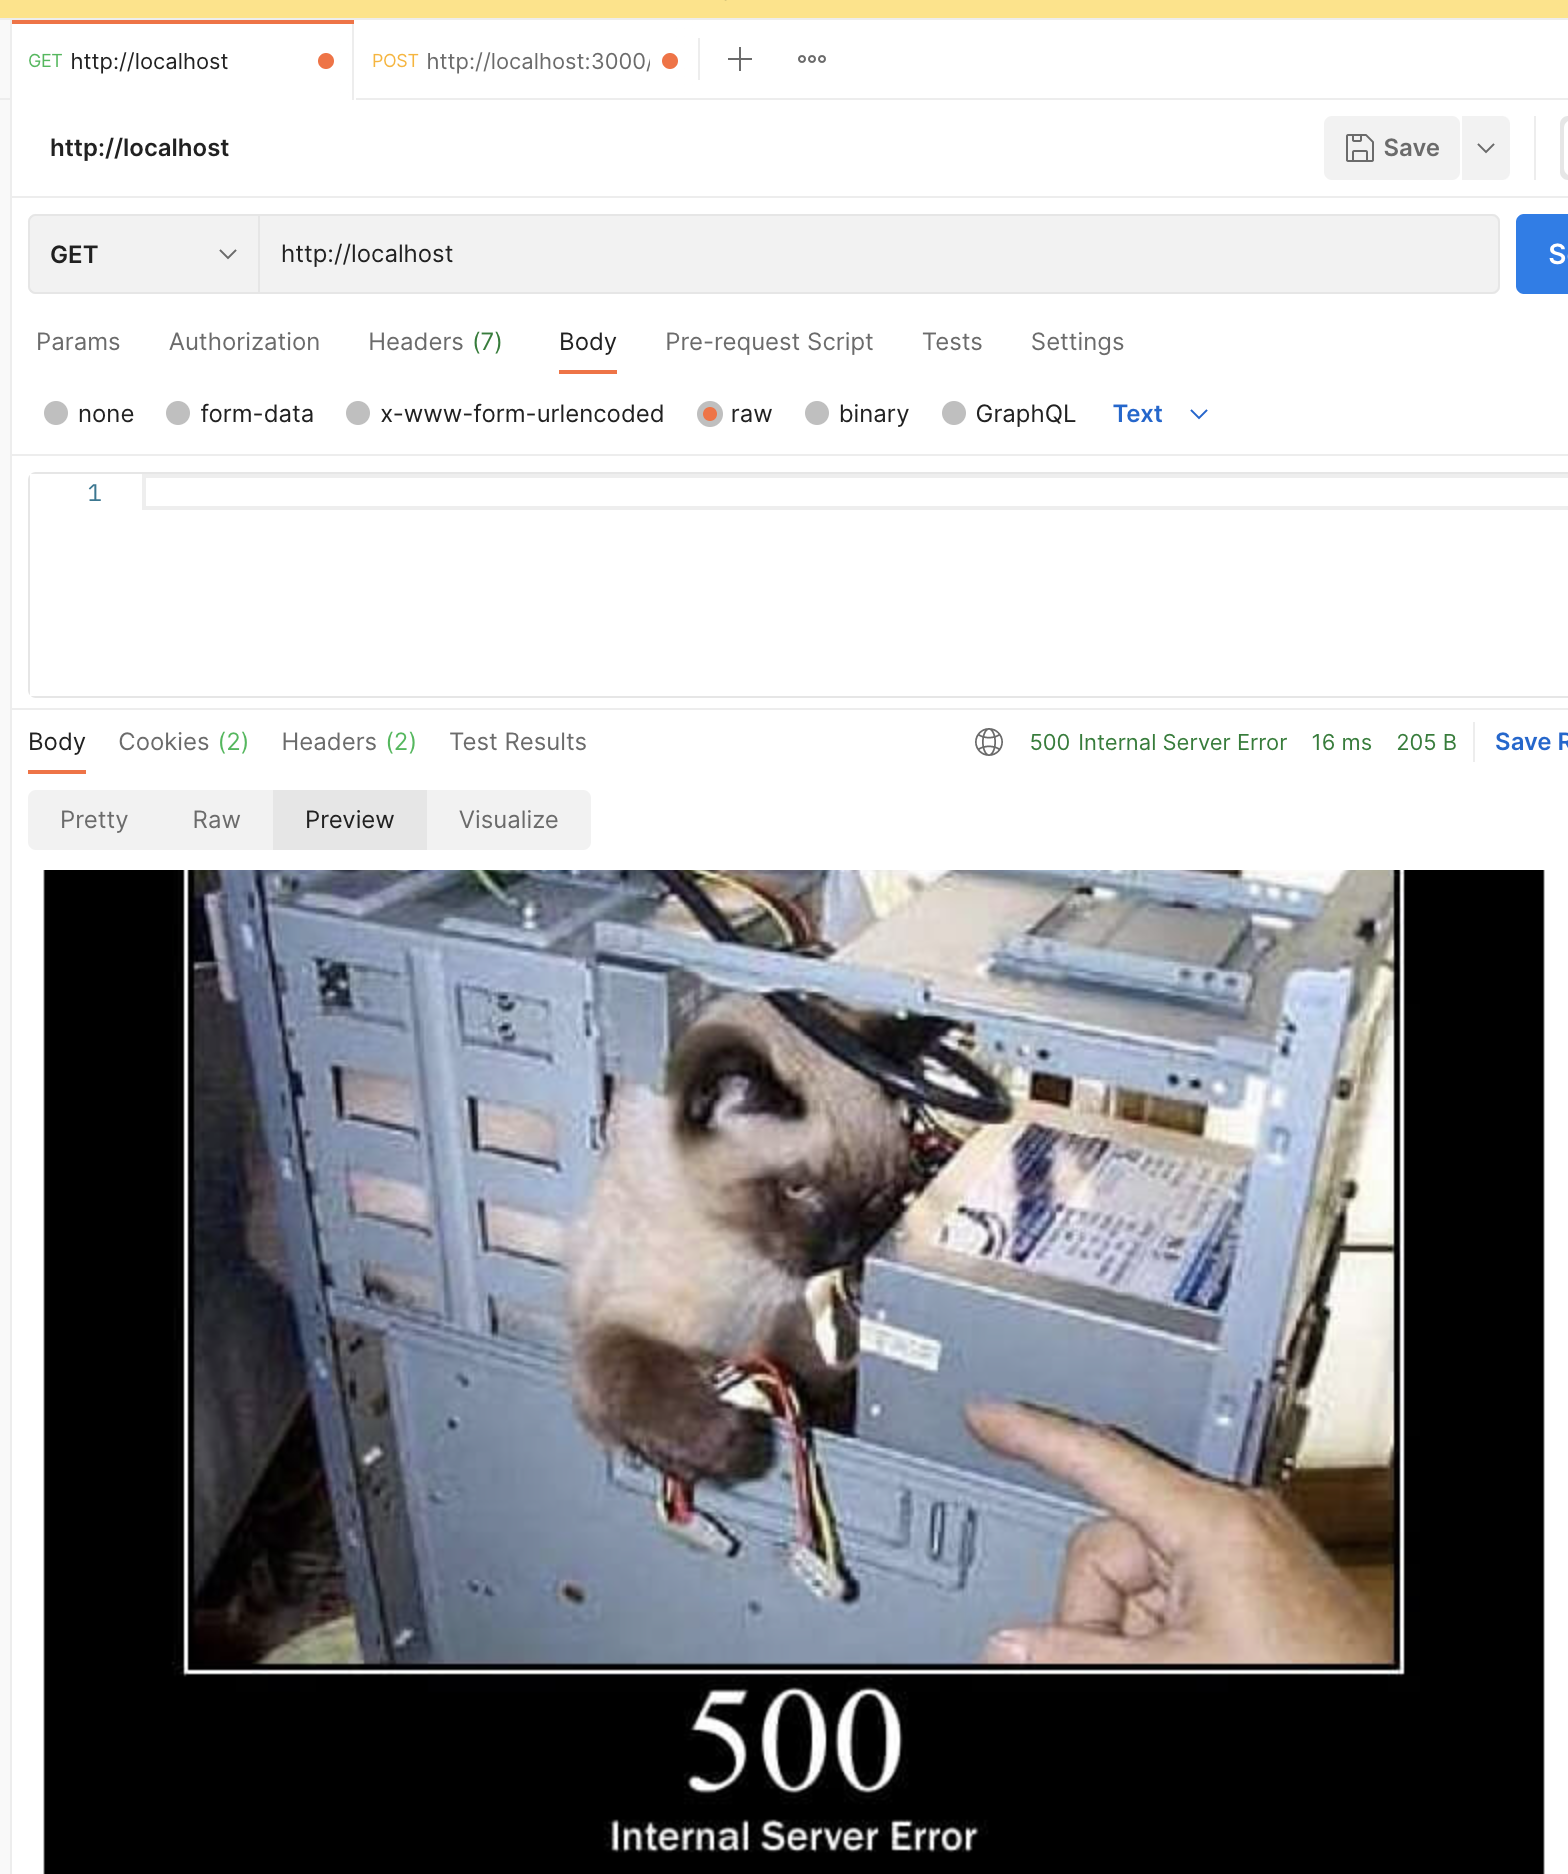 GET http://localhost
POST http://localhost:3000/
http://localhost
Save
GET http://localhost
Params Authorization Headers (7) Body Pre-request Script Tests Settings
none form-data x-www-form-urlencoded raw binary GraphQL Text
1
Body Cookies (2) Headers (2) Test Results 500 Internal Server Error 16 ms 205 B Save R
Pretty Raw Preview Visualize
500
Internal Server Error